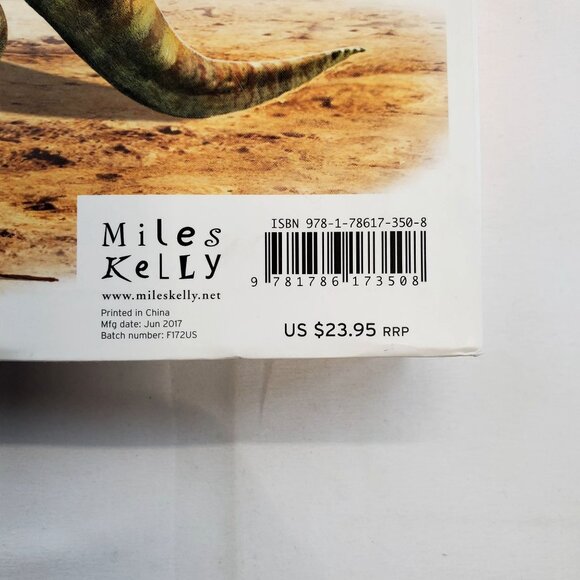 Miles
Kelly
www.mileskelly.net
Printed in China
Mfg date: Jun 2017
Batch number: F172US
ISBN 978-1-78617-350-8
9 781786 173508
US $23.95 RRP